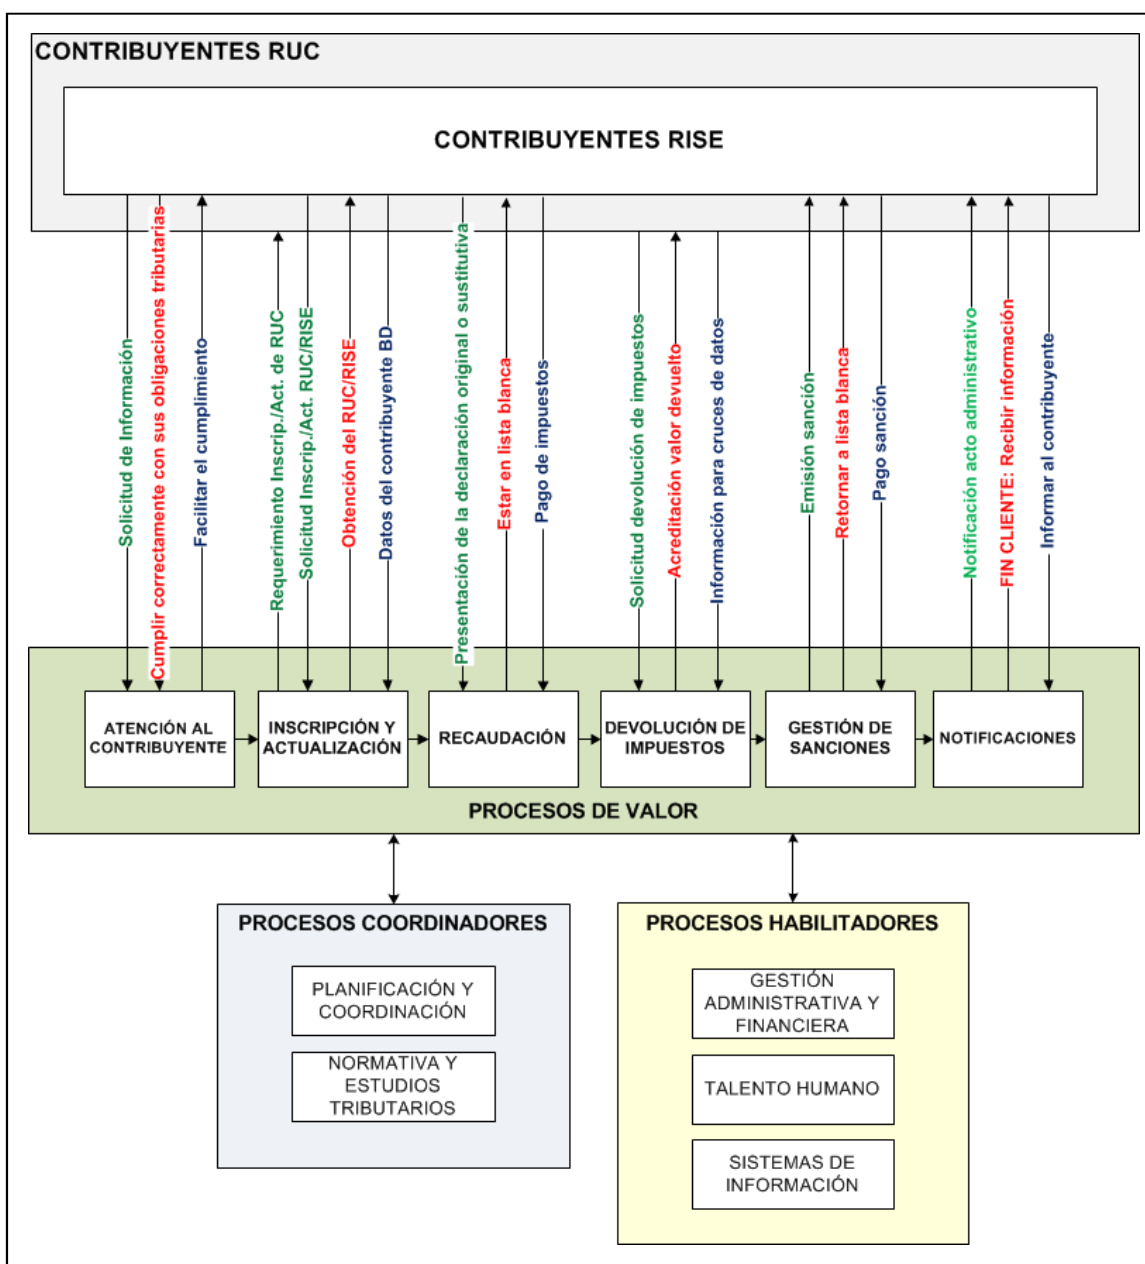 CONTRIBUYENTES RUC
CONTRIBUYENTES RISE
Solicitud de Información
Cumplir correctamente con sus obligaciones tributarias
Facilitar el cumplimiento
Requerimiento Inscrip./Act. de RUC
Solicitud Inscrip./Act. RUC/RISE
Obtención del RUC/RISE
Datos del contribuyente BD
Presentación de la declaración original o sustitutiva
Estar en lista blanca
Pago de impuestos
Solicitud devolución de impuestos
Acreditación valor devuelto
Información para cruces de datos
Emisión sanción
Retornar a lista blanca
Pago sanción
Notificación acto administrativo
FIN CLIENTE: Recibir información
Informar al contribuyente
ATENCIÓN AL
CONTRIBUYENTE
INSCRIPCIÓN Y
ACTUALIZACIÓN
RECAUDACIÓN
DEVOLUCIÓN DE
IMPUESTOS
GESTIÓN DE
SANCIONES
NOTIFICACIONES
PROCESOS DE VALOR
PROCESOS COORDINADORES
PLANIFICACIÓN Y
COORDINACIÓN
NORMATIVA Y
ESTUDIOS
TRIBUTARIOS
PROCESOS HABILITADORES
GESTIÓN
ADMINISTRATIVA Y
FINANCIERA
TALENTO HUMANO
SISTEMAS DE
INFORMACIÓN